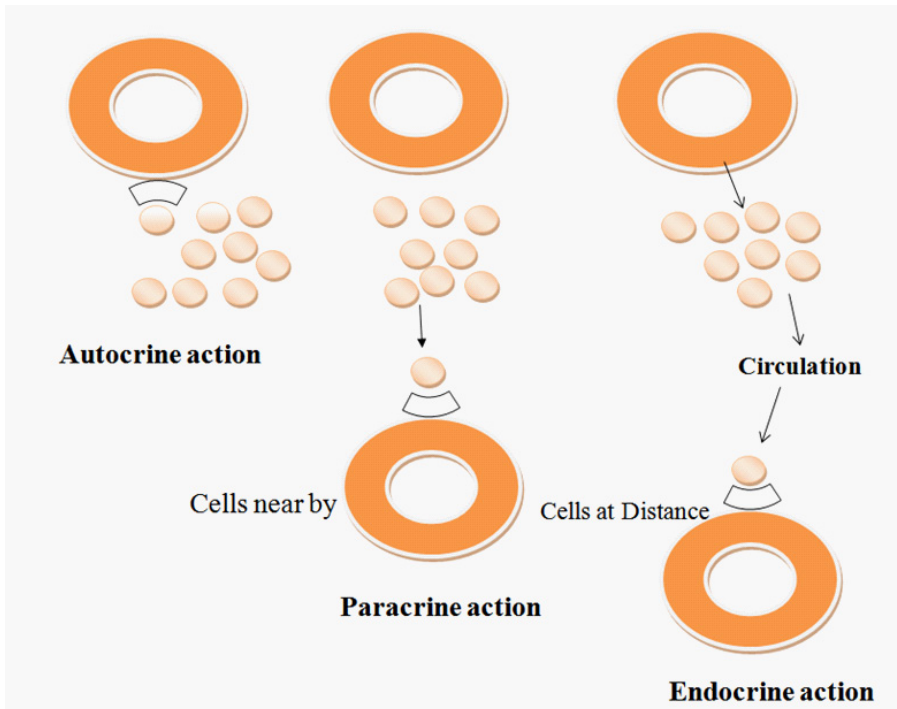 Autocrine action
Circulation
Cells near by
Cells at Distance
Paracrine action
Endocrine action